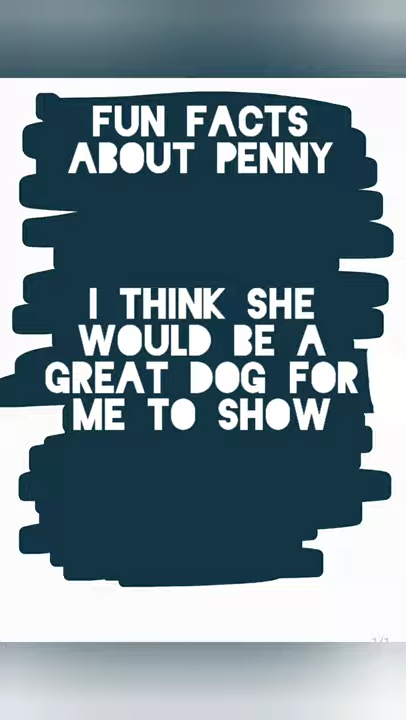 FUN FACTS
ABOUT PENNY
I THINK SHE
WOULD BE A
GREAT DOG FOR
ME TO SHOW